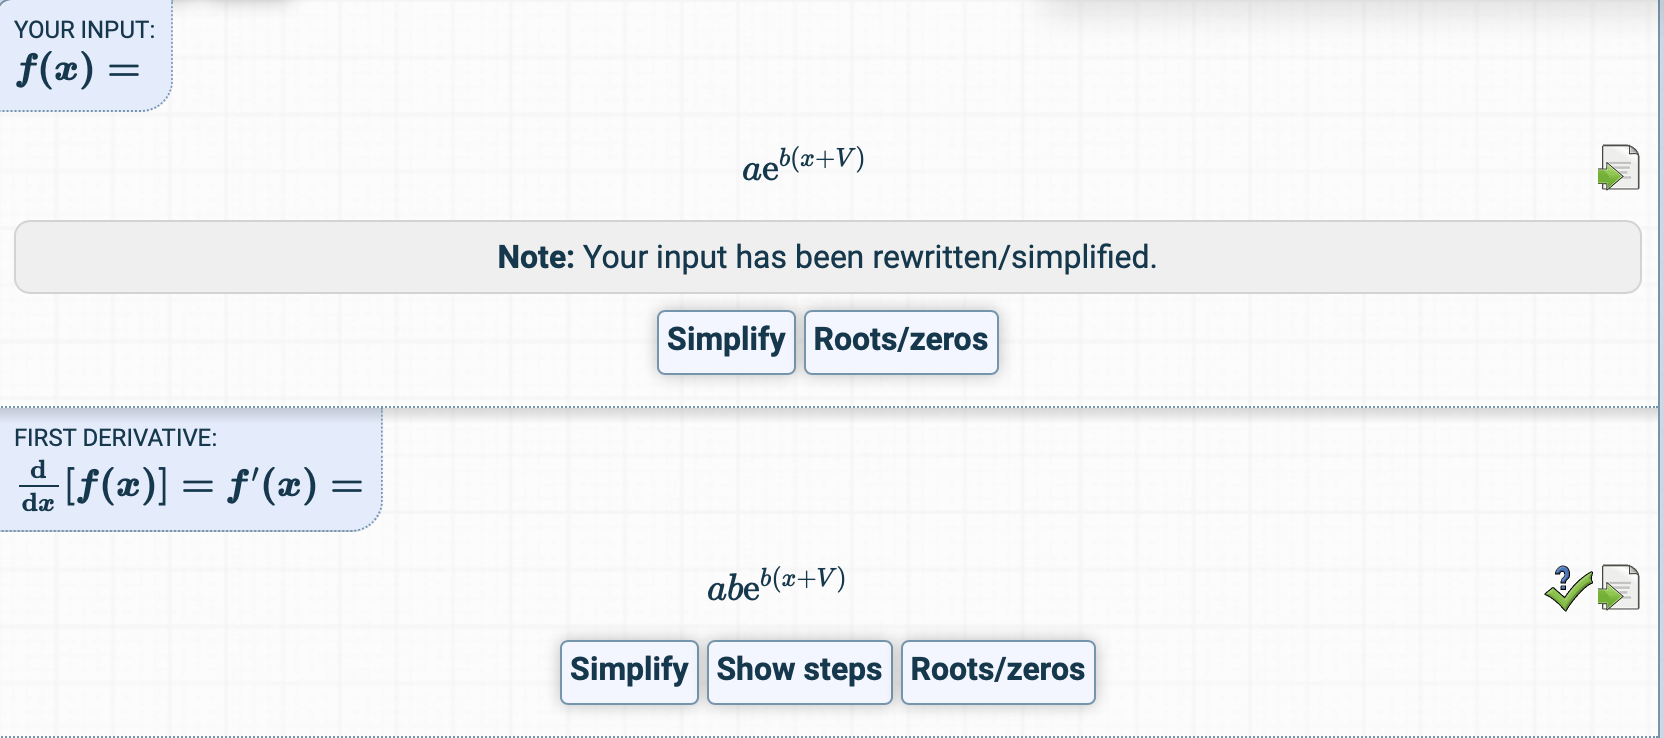 YOUR INPUT:
f(x) =
ae^{b(x+V)}
Note: Your input has been rewritten/simplified.
Simplify Roots/zeros
FIRST DERIVATIVE:
d/dx [f(x)] = f′(x) =
abe^{b(x+V)}
?
Simplify Show steps Roots/zeros